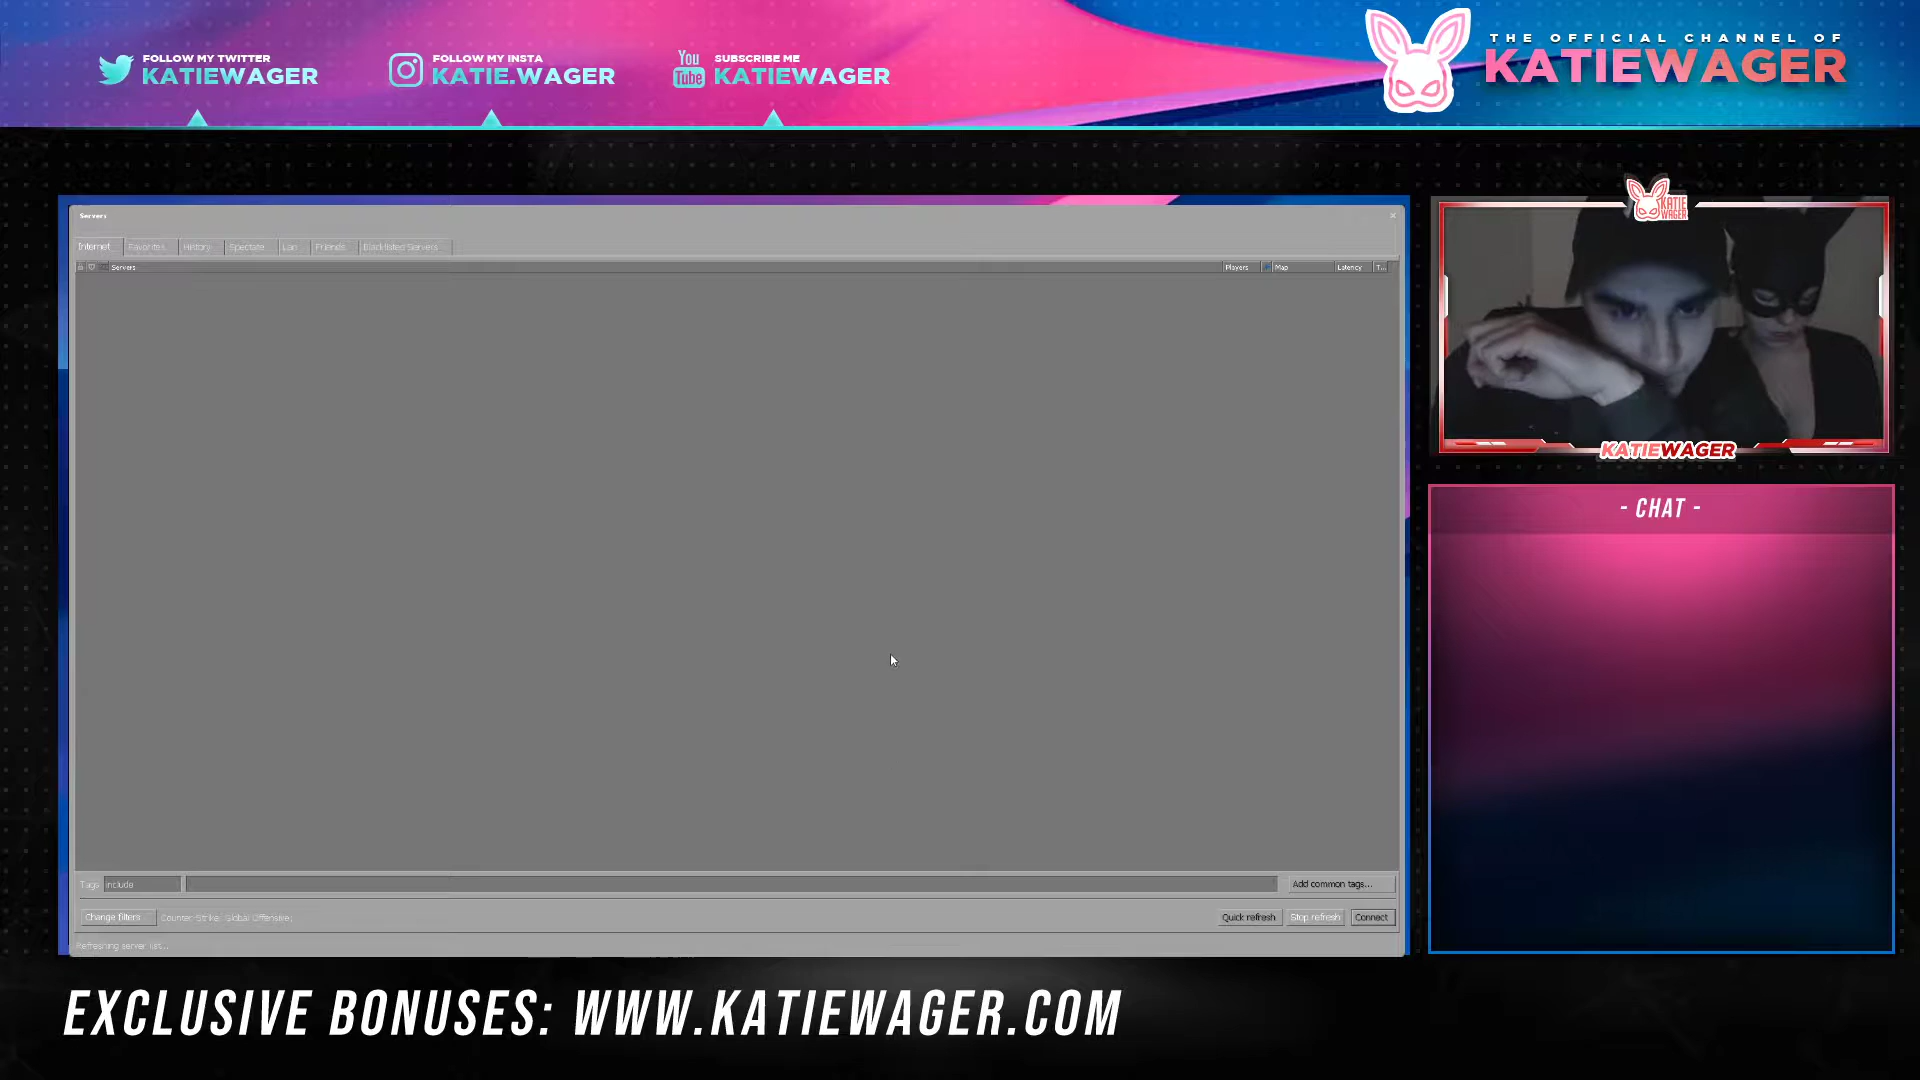 FOLLOW MY TWITTER
KATIEWAGER
FOLLOW MY INSTA
KATIE.WAGER
You
Tube
SUBSCRIBE ME
KATIEWAGER
THE OFFICIAL CHANNEL OF
KATIEWAGER
Servers
Internet
Favorites
History
Spectate
Lan
Friends
Blacklisted Servers
Servers
Players
Map
Latency
T...
KATIE
WAGER
KATIEWAGER
- CHAT -
Tags
include
Add common tags...
Change filters
Counter-Strike: Global Offensive;
Quick refresh
Stop refresh
Connect
Refreshing server list...
EXCLUSIVE BONUSES: WWW.KATIEWAGER.COM